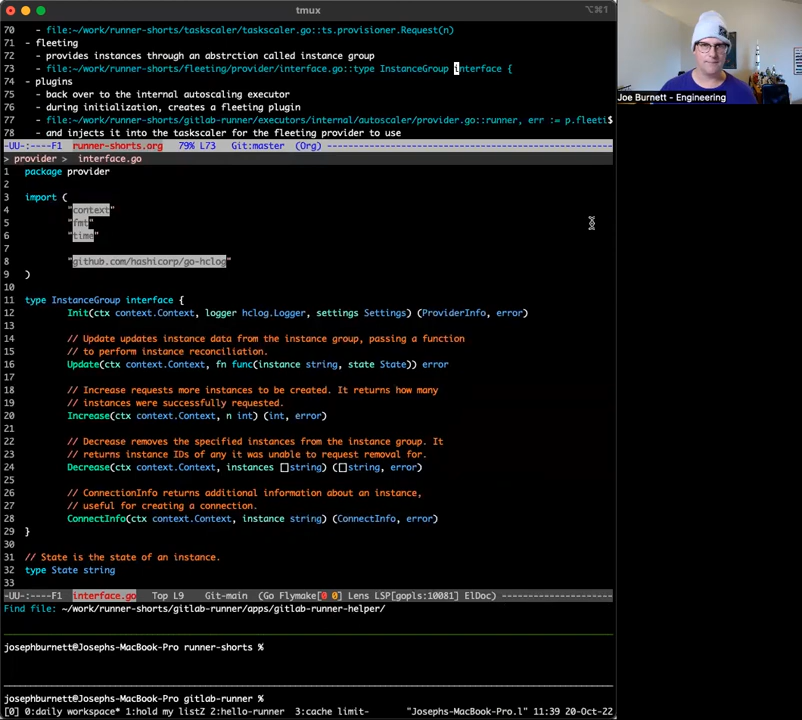 tmux
⌥⌘1
70    - file:~/work/runner-shorts/taskscaler/taskscaler.go::ts.provisioner.Request(n)
71 - fleeting
72    - provides instances through an abstrction called instance group
73    - file:~/work/runner-shorts/fleeting/provider/interface.go::type InstanceGroup interface {
74 - plugins
75    - back over to the internal autoscaling executor
76    - during initialization, creates a fleeting plugin
77    - file:~/work/runner-shorts/gitlab-runner/executors/internal/autoscaler/provider.go::runner, err := p.fleeti$
78    - and injects it into the taskscaler for the fleeting provider to use
-UU-:----F1  runner-shorts.org   79% L73   Git:master  (Org) ----------------------------------------
> provider >  interface.go
1 package provider
2
3 import (
4         "context"
5         "fmt"
6         "time"
7
8         "github.com/hashicorp/go-hclog"
9 )
10
11 type InstanceGroup interface {
12         Init(ctx context.Context, logger hclog.Logger, settings Settings) (ProviderInfo, error)
13
14         // Update updates instance data from the instance group, passing a function
15         // to perform instance reconciliation.
16         Update(ctx context.Context, fn func(instance string, state State)) error
17
18         // Increase requests more instances to be created. It returns how many
19         // instances were successfully requested.
20         Increase(ctx context.Context, n int) (int, error)
21
22         // Decrease removes the specified instances from the instance group. It
23         // returns instance IDs of any it was unable to request removal for.
24         Decrease(ctx context.Context, instances []string) ([]string, error)
25
26         // ConnectionInfo returns additional information about an instance,
27         // useful for creating a connection.
28         ConnectInfo(ctx context.Context, instance string) (ConnectInfo, error)
29 }
30
31 // State is the state of an instance.
32 type State string
33
-UU-:----F1  interface.go   Top L9   Git-main  (Go Flymake[0 0] Lens LSP[gopls:10081] ElDoc) ------------------
Find file: ~/work/runner-shorts/gitlab-runner/apps/gitlab-runner-helper/
josephburnett@Josephs-MacBook-Pro runner-shorts %
josephburnett@Josephs-MacBook-Pro gitlab-runner %
[0] 0:daily workspace* 1:hold my listZ 2:hello-runner  3:cache limit-       "Josephs-MacBook-Pro.l" 11:39 20-Oct-22
Joe Burnett - Engineering